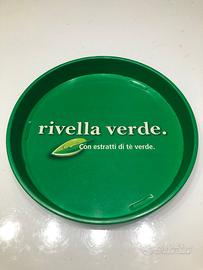 rivella verde.
Con estratti di tè verde.